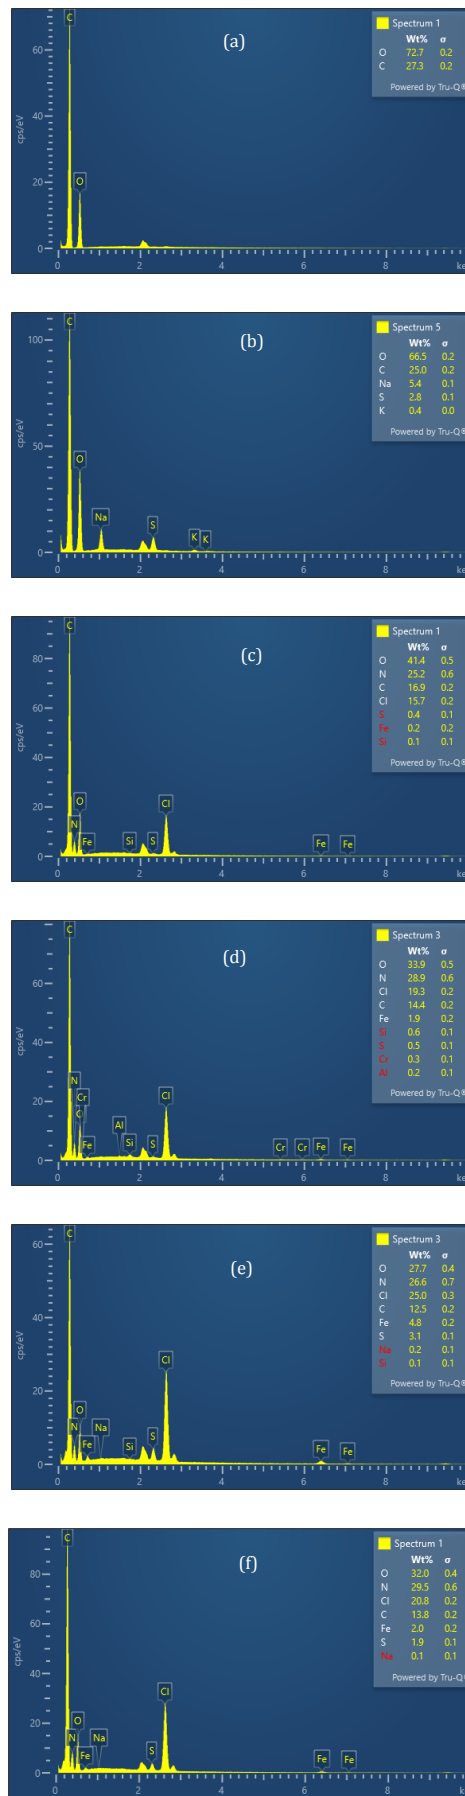 C
(a)
Spectrum 1
Wt% σ
O 72.7 0.2
C 27.3 0.2
Powered by Tru-Q®
60
40
20
0
cps/eV
O
0 2 4 6 8 ke
C
(b)
Spectrum 5
Wt% σ
O 66.5 0.2
C 25.0 0.2
Na 5.4 0.1
S 2.8 0.1
K 0.4 0.0
Powered by Tru-Q®
100
50
0
cps/eV
O
Na
S
K K
0 2 4 6 8 ke
C
(c)
Spectrum 1
Wt% σ
O 41.4 0.5
N 25.2 0.6
C 16.9 0.2
Cl 15.7 0.2
S 0.4 0.1
Fe 0.2 0.2
Si 0.1 0.1
Powered by Tru-Q®
80
60
40
20
0
cps/eV
O Cl
N
Fe Si S Fe Fe
0 2 4 6 8 ke
C
(d)
Spectrum 3
Wt% σ
O 33.9 0.5
N 28.9 0.6
Cl 19.3 0.2
C 14.4 0.2
Fe 1.9 0.2
Si 0.6 0.1
S 0.5 0.1
Cr 0.3 0.1
Al 0.2 0.1
Powered by Tru-Q®
60
40
20
0
cps/eV
N
Cr Cl
Al
Fe Si S Cr Cr Fe Fe
0 2 4 6 8 ke
C
(e)
Spectrum 3
Wt% σ
O 27.7 0.4
N 26.6 0.7
Cl 25.0 0.3
C 12.5 0.2
Fe 4.8 0.2
S 3.1 0.1
Na 0.2 0.1
Si 0.1 0.1
Powered by Tru-Q®
60
40
20
0
cps/eV
Cl
O
N Na
Fe Si S Fe Fe
0 2 4 6 8 ke
C
(f)
Spectrum 1
Wt% σ
O 32.0 0.4
N 29.5 0.6
Cl 20.8 0.2
C 13.8 0.2
Fe 2.0 0.2
S 1.9 0.1
Na 0.1 0.1
Powered by Tru-Q
80
60
40
20
0
cps/eV
Cl
O
N Na
Fe S Fe Fe
0 2 4 6 8 ke